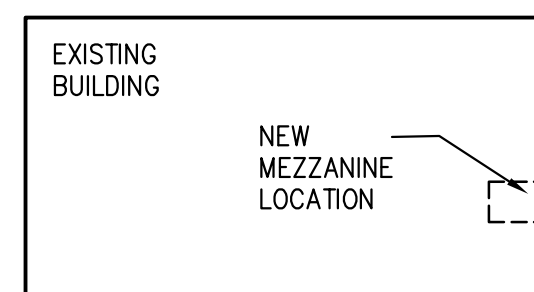 EXISTING
BUILDING
NEW
MEZZANINE
LOCATION